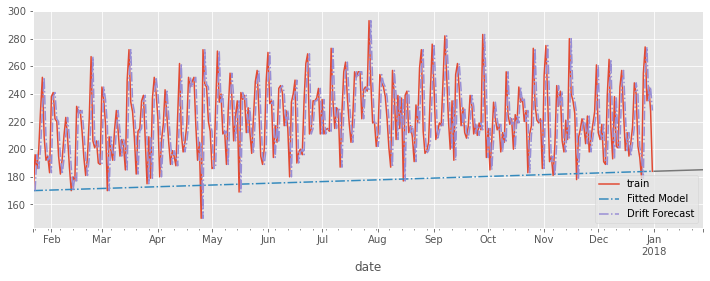 300
280
260
240
220
200
180
160
Feb Mar Apr May Jun Jul Aug Sep Oct Nov Dec Jan
2018
date
train
Fitted Model
Drift Forecast